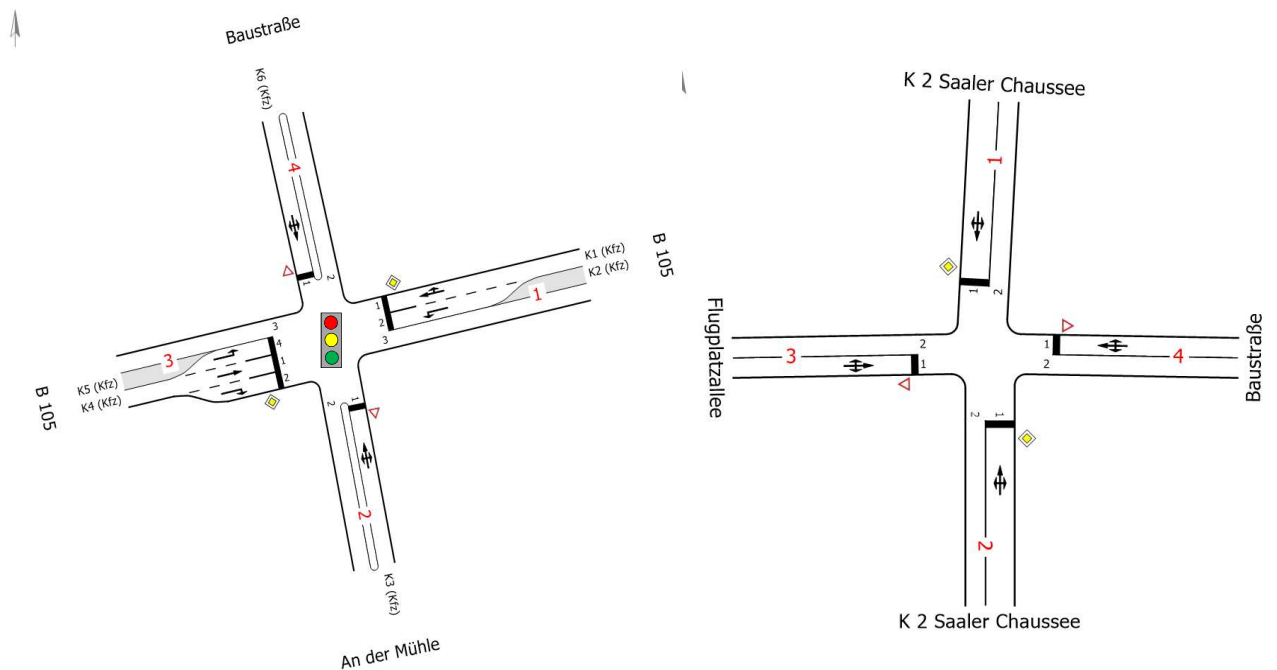 Baustraße
K6 (Kfz)
4
1
2
B 105
K1 (Kfz)
K2 (Kfz)
1
1
2
3
3
4
1
2
3
K5 (Kfz)
K4 (Kfz)
B 105
2
1
2
K3 (Kfz)
An der Mühle
K 2 Saaler Chaussee
1
1
2
Flugplatzallee
3
2
1
1
2
4
Baustraße
2
1
2
K 2 Saaler Chaussee